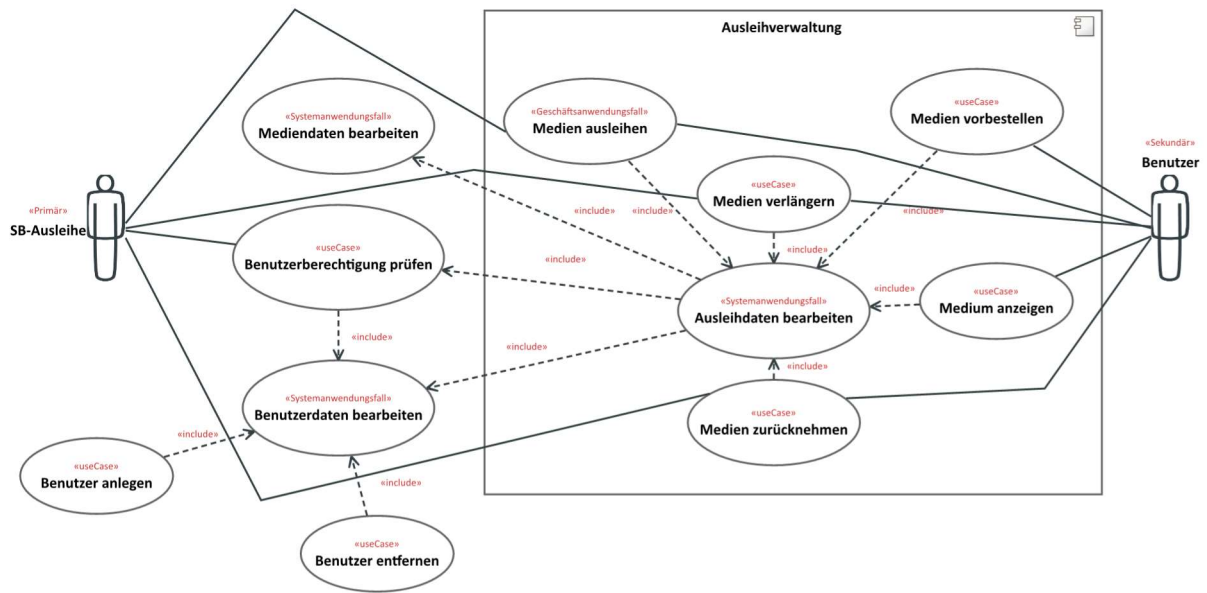 Ausleihverwaltung
«Systemanwendungsfall»
Mediendaten bearbeiten
«Geschäftsanwendungsfall»
Medien ausleihen
«useCase»
Medien vorbestellen
«Primär»
SB-Ausleihe
«Sekundär»
Benutzer
«useCase»
Medien verlängern
«include»
«include»
«include»
«useCase»
Benutzerberechtigung prüfen
«include»
«include»
«include»
«Systemanwendungsfall»
Ausleihdaten bearbeiten
«useCase»
Medium anzeigen
«include»
«include»
«include»
«Systemanwendungsfall»
Benutzerdaten bearbeiten
«useCase»
Medien zurücknehmen
«include»
«useCase»
Benutzer anlegen
«include»
«useCase»
Benutzer entfernen